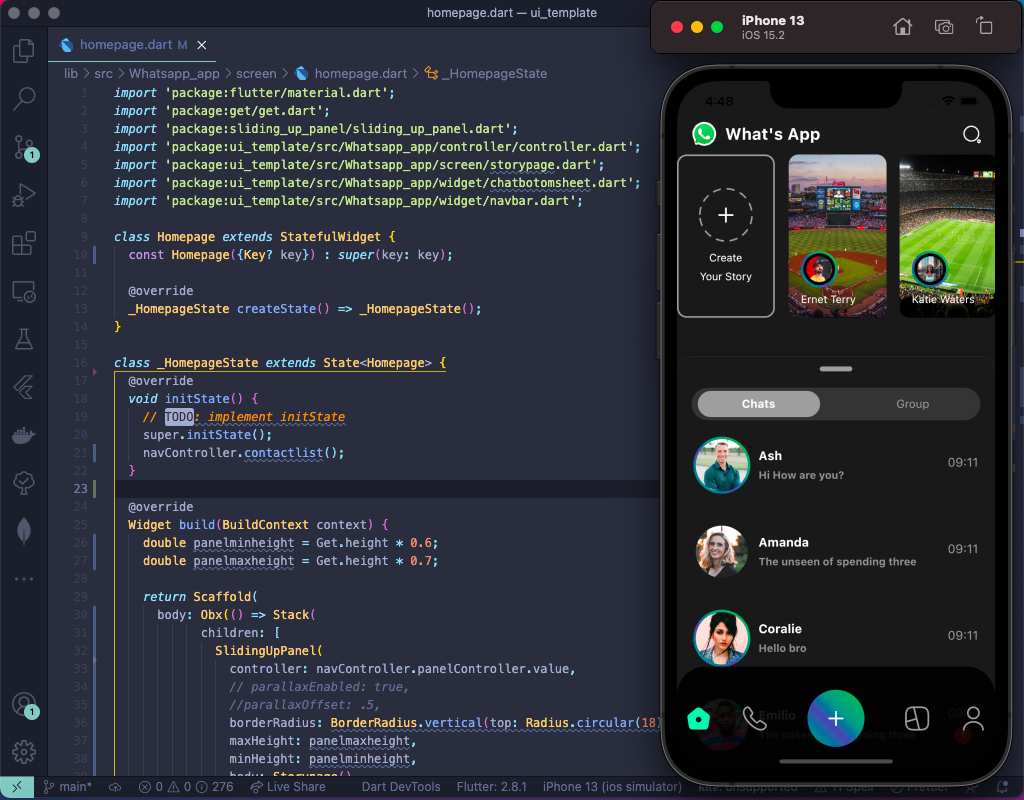 homepage.dart — ui_template
homepage.dart M
lib > src > Whatsapp_app > screen > homepage.dart > _HomepageState
1 import 'package:flutter/material.dart';
2 import 'package:get/get.dart';
3 import 'package:sliding_up_panel/sliding_up_panel.dart';
4 import 'package:ui_template/src/Whatsapp_app/controller/controller.dart';
5 import 'package:ui_template/src/Whatsapp_app/screen/storypage.dart';
6 import 'package:ui_template/src/Whatsapp_app/widget/chatbotomsheet.dart';
7 import 'package:ui_template/src/Whatsapp_app/widget/navbar.dart';
8
9 class Homepage extends StatefulWidget {
10 const Homepage({Key? key}) : super(key: key);
11
12 @override
13 _HomepageState createState() => _HomepageState();
14 }
15
16 class _HomepageState extends State<Homepage> {
17 @override
18 void initState() {
19 // TODO: implement initState
20 super.initState();
21 navController.contactlist();
22 }
23
24 @override
25 Widget build(BuildContext context) {
26 double panelminheight = Get.height * 0.6;
27 double panelmaxheight = Get.height * 0.7;
28
29 return Scaffold(
30 body: Obx(() => Stack(
31 children: [
32 SlidingUpPanel(
33 controller: navController.panelController.value,
34 // parallaxEnabled: true,
35 //parallaxOffset: .5,
36 borderRadius: BorderRadius.vertical(top: Radius.circular(18)
37 maxHeight: panelmaxheight,
38 minHeight: panelminheight,
39 body: Storypage()
1
1
main* 0 0 276 Live Share Dart DevTools Flutter: 2.8.1 iPhone 13 (ios simulator) kite: unsupported Prettier
iPhone 13
iOS 15.2
4:48
What's App
Create
Your Story
Ernet Terry
Katie Waters
Chats Group
Ash
Hi How are you?
09:11
Amanda
The unseen of spending three
09:11
Coralie
Hello bro
09:11
Emilio